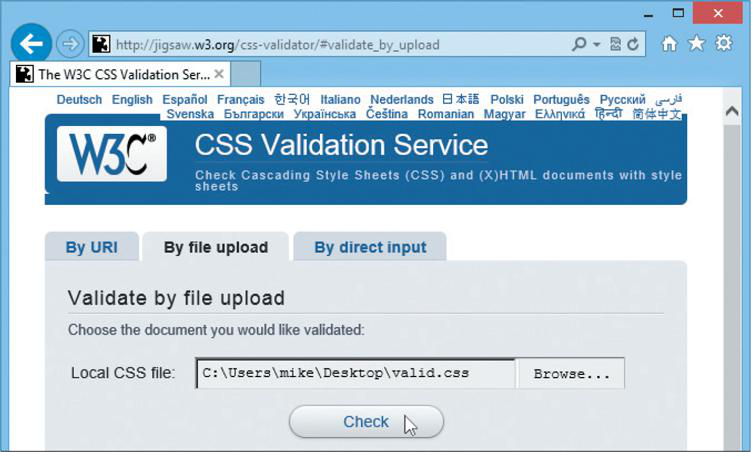 http://jigsaw.w3.org/css-validator/#validate_by_upload
The W3C CSS Validation Ser...
Deutsch English Español Français 한국어 Italiano Nederlands 日本語 Polski Português Русский فارسی
Svenska Български Українська Čeština Romanian Magyar Ελληνικά हिन्दी 简体中文
W3C® CSS Validation Service
Check Cascading Style Sheets (CSS) and (X)HTML documents with style
sheets
By URI By file upload By direct input
Validate by file upload
Choose the document you would like validated:
Local CSS file: C:\Users\mike\Desktop\valid.css Browse...
Check